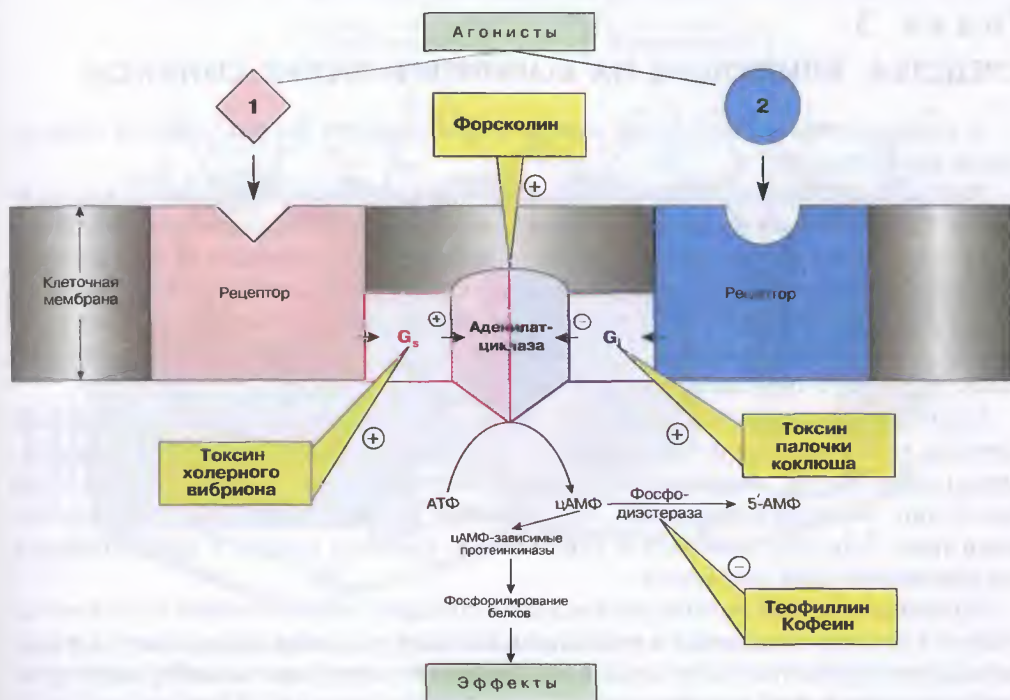 Агонисты
1
2
Форсколин
+
Клеточная
мембрана
Рецептор
Рецептор
Gs
+
Аденилат-
циклаза
−
Gi
Токсин
холерного
вибриона
+
+
Токсин
палочки
коклюша
АТФ
цАМФ
Фосфо-
диэстераза
5'-АМФ
цАМФ-зависимые
протеинкиназы
−
Фосфорилирование
белков
Теофиллин
Кофеин
Эффекты